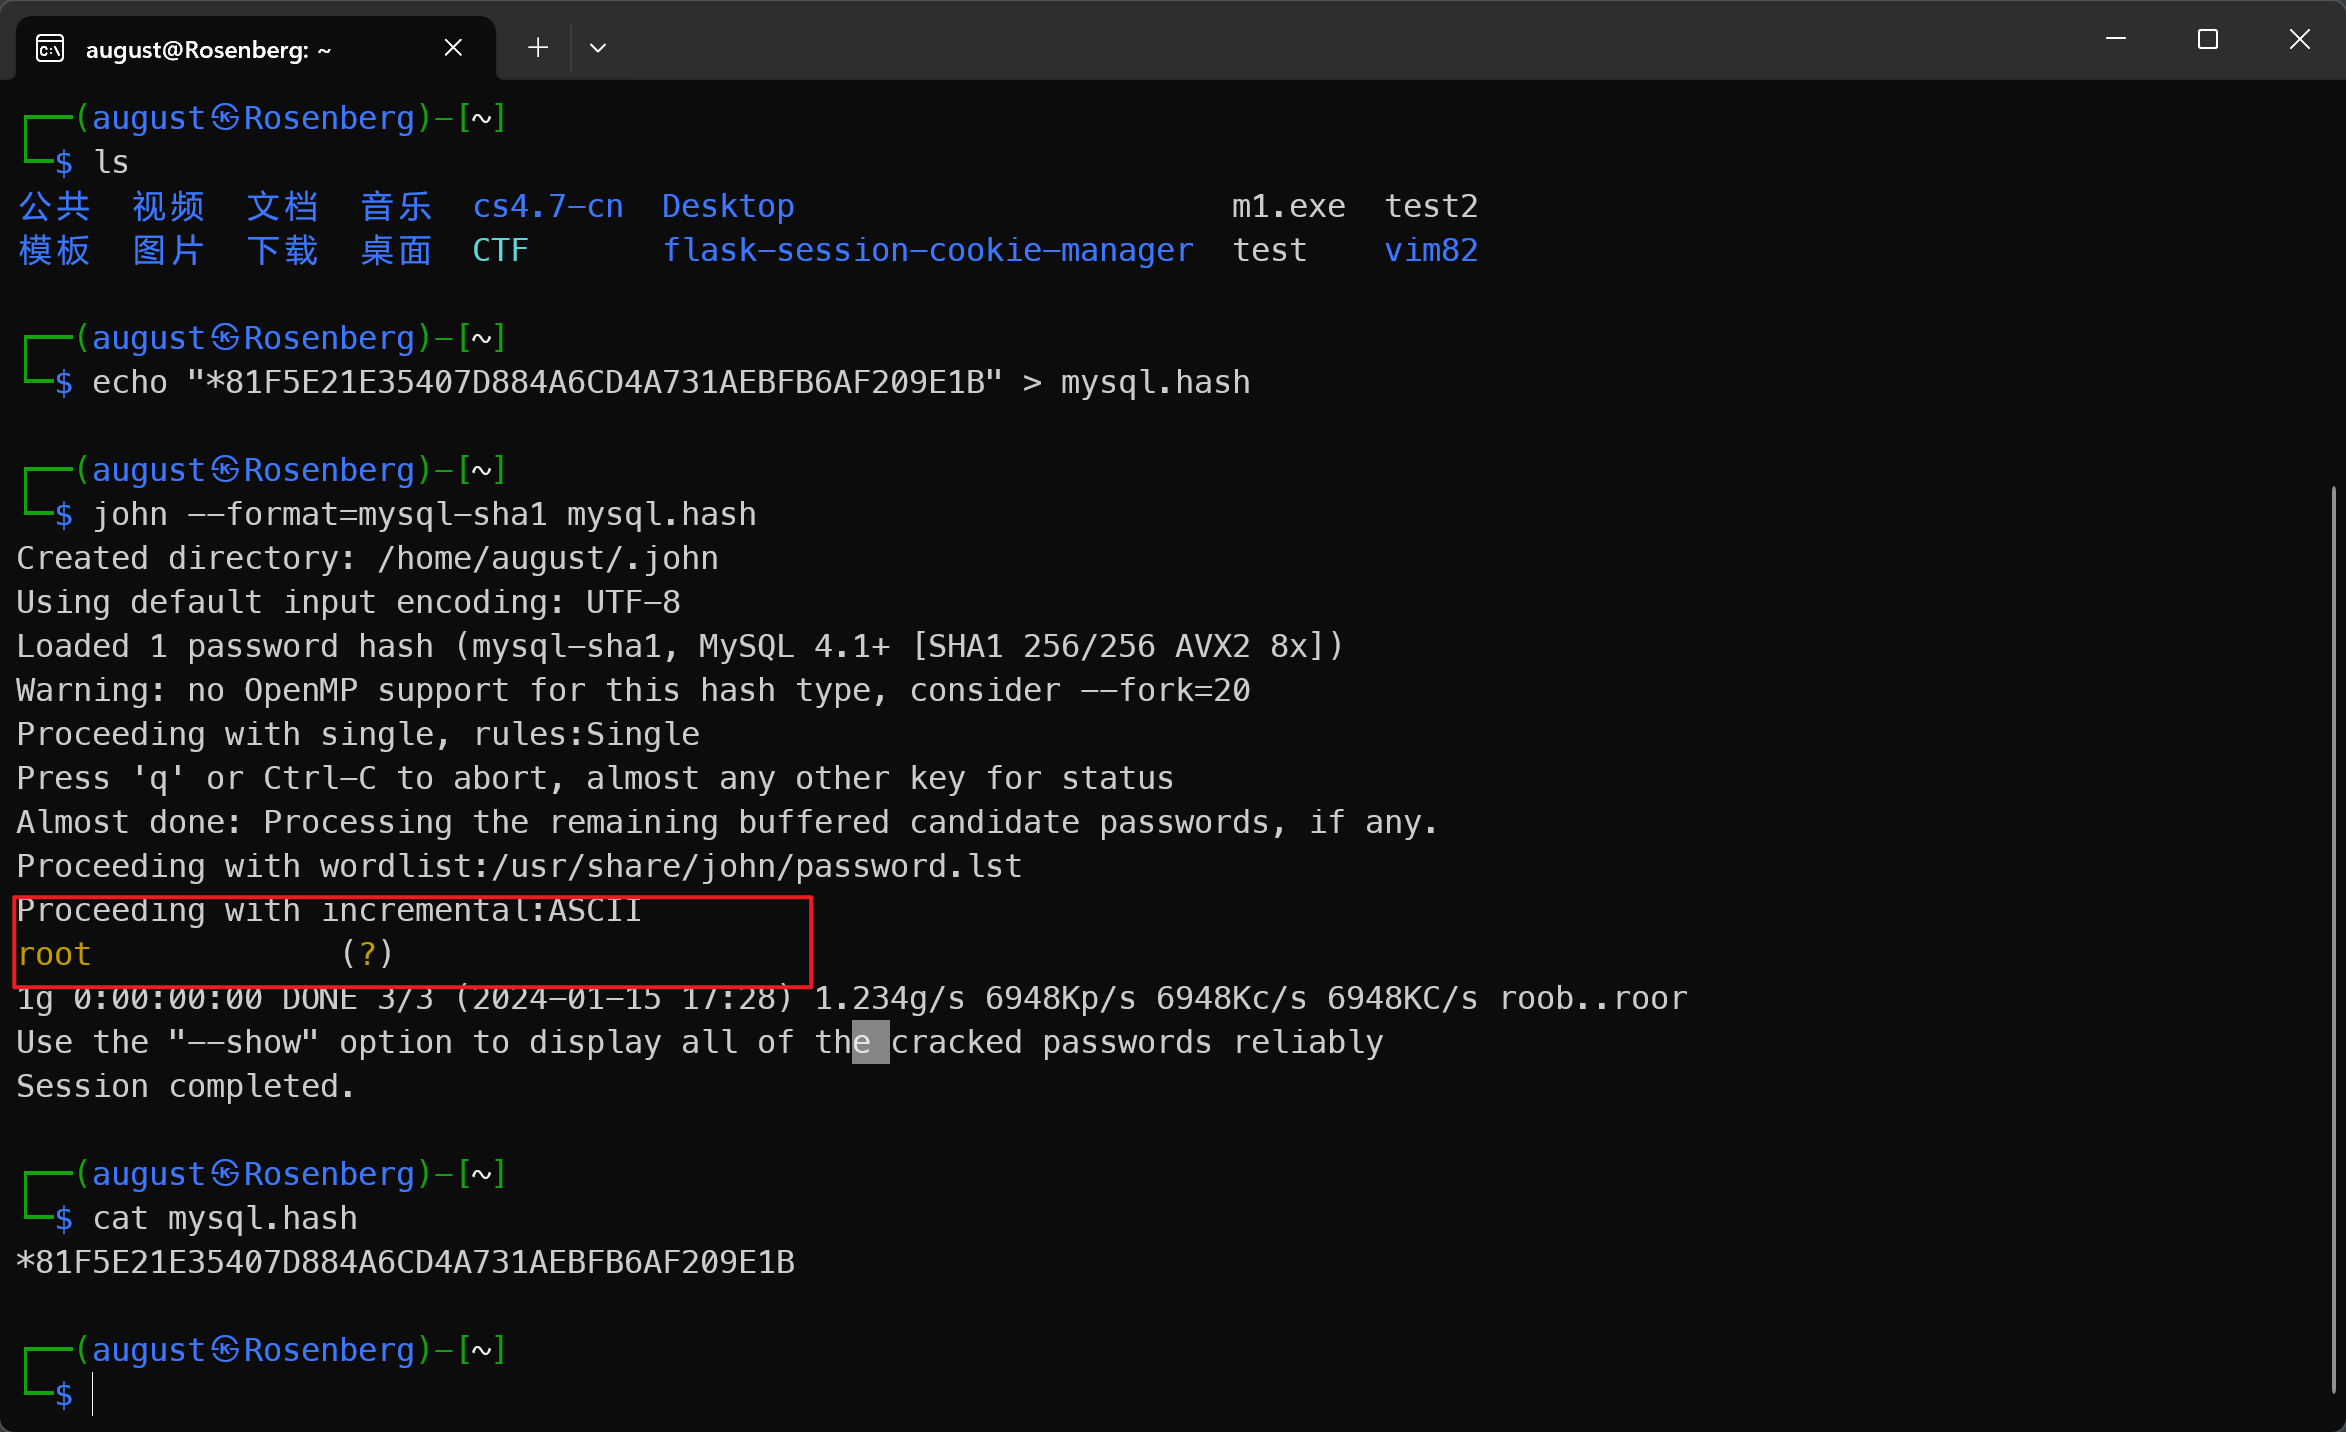 august@Rosenberg: ~
┌──(august㉿Rosenberg)-[~]
└─$ ls
公共  视频  文档  音乐  cs4.7-cn  Desktop                       m1.exe  test2
模板  图片  下载  桌面  CTF       flask-session-cookie-manager  test    vim82
┌──(august㉿Rosenberg)-[~]
└─$ echo "*81F5E21E35407D884A6CD4A731AEBFB6AF209E1B" > mysql.hash
┌──(august㉿Rosenberg)-[~]
└─$ john --format=mysql-sha1 mysql.hash
Created directory: /home/august/.john
Using default input encoding: UTF-8
Loaded 1 password hash (mysql-sha1, MySQL 4.1+ [SHA1 256/256 AVX2 8x])
Warning: no OpenMP support for this hash type, consider --fork=20
Proceeding with single, rules:Single
Press 'q' or Ctrl-C to abort, almost any other key for status
Almost done: Processing the remaining buffered candidate passwords, if any.
Proceeding with wordlist:/usr/share/john/password.lst
Proceeding with incremental:ASCII
root             (?)
1g 0:00:00:00 DONE 3/3 (2024-01-15 17:28) 1.234g/s 6948Kp/s 6948Kc/s 6948KC/s roob..roor
Use the "--show" option to display all of the cracked passwords reliably
Session completed.
┌──(august㉿Rosenberg)-[~]
└─$ cat mysql.hash
*81F5E21E35407D884A6CD4A731AEBFB6AF209E1B
┌──(august㉿Rosenberg)-[~]
└─$